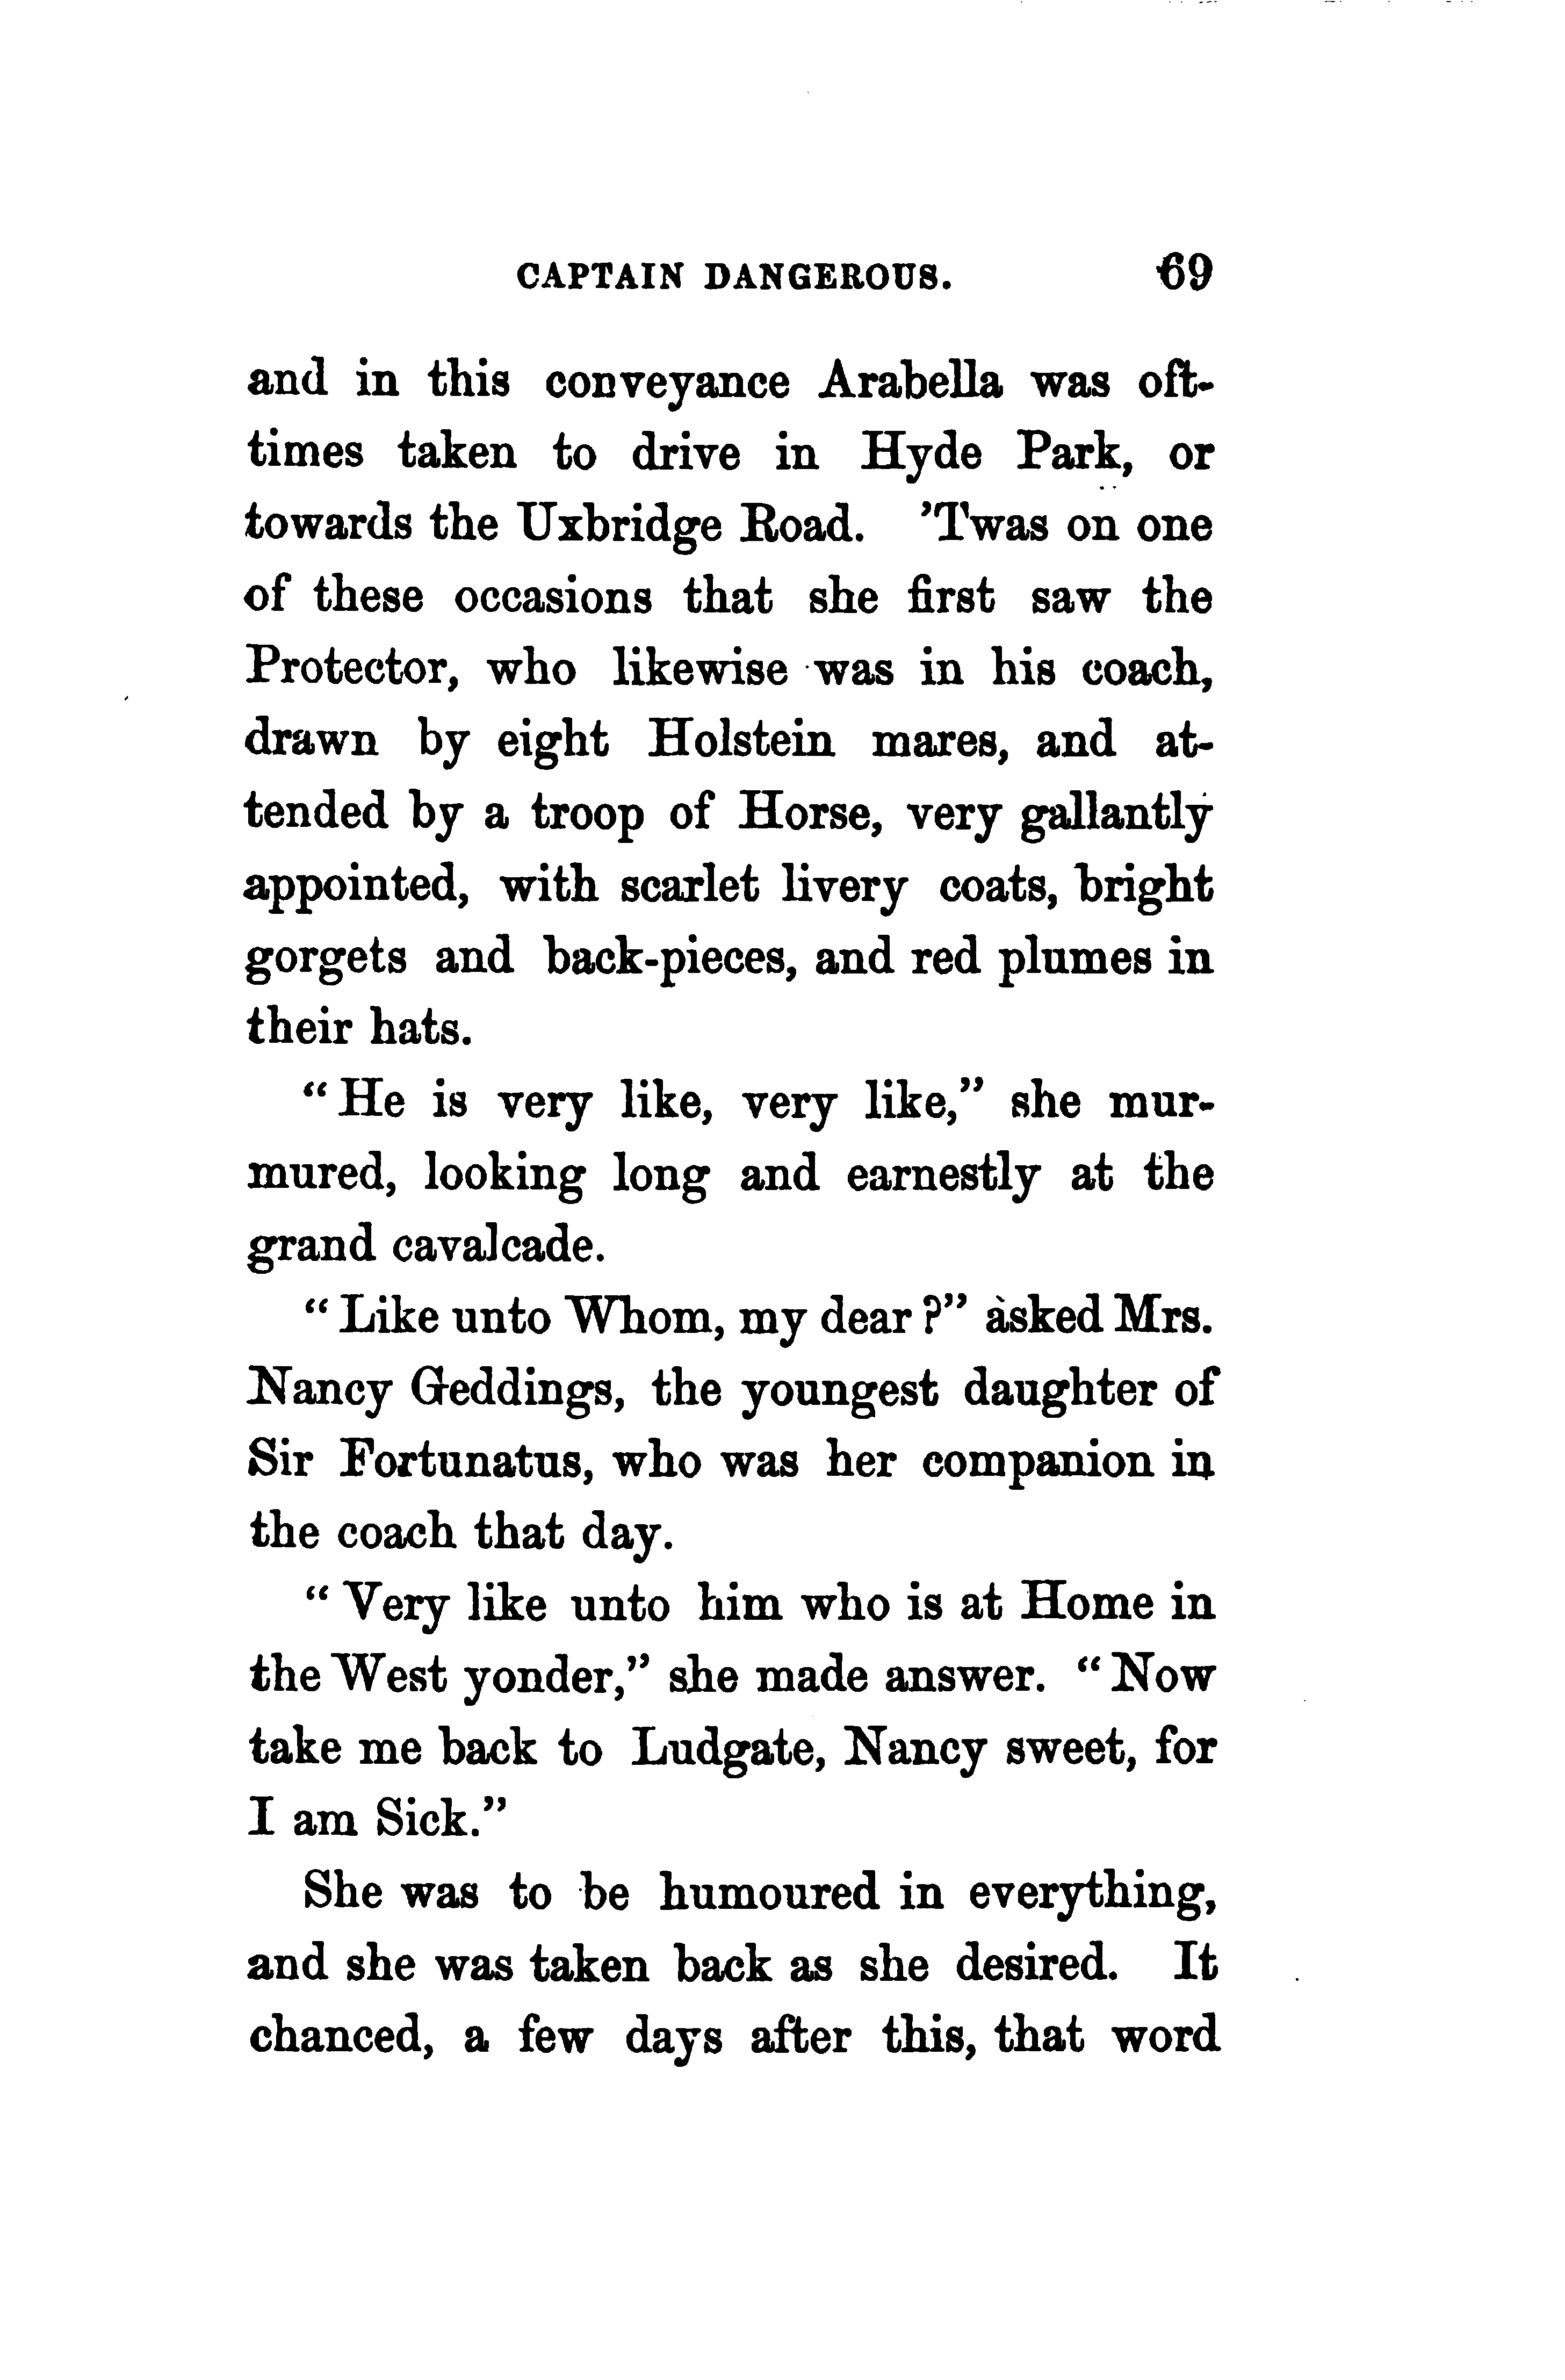 CAPTAIN DANGEROUS. 69
and in this conveyance Arabella was oft-
times taken to drive in Hyde Park, or
towards the Uxbridge Road. 'Twas on one
of these occasions that she first saw the
Protector, who likewise was in his coach,
drawn by eight Holstein mares, and at-
tended by a troop of Horse, very gallantly
appointed, with scarlet livery coats, bright
gorgets and back-pieces, and red plumes in
their hats.
"He is very like, very like," she mur-
mured, looking long and earnestly at the
grand cavalcade.
"Like unto Whom, my dear?" asked Mrs.
Nancy Geddings, the youngest daughter of
Sir Fortunatus, who was her companion in
the coach that day.
"Very like unto him who is at Home in
the West yonder," she made answer. "Now
take me back to Ludgate, Nancy sweet, for
I am Sick."
She was to be humoured in everything,
and she was taken back as she desired. It
chanced, a few days after this, that word